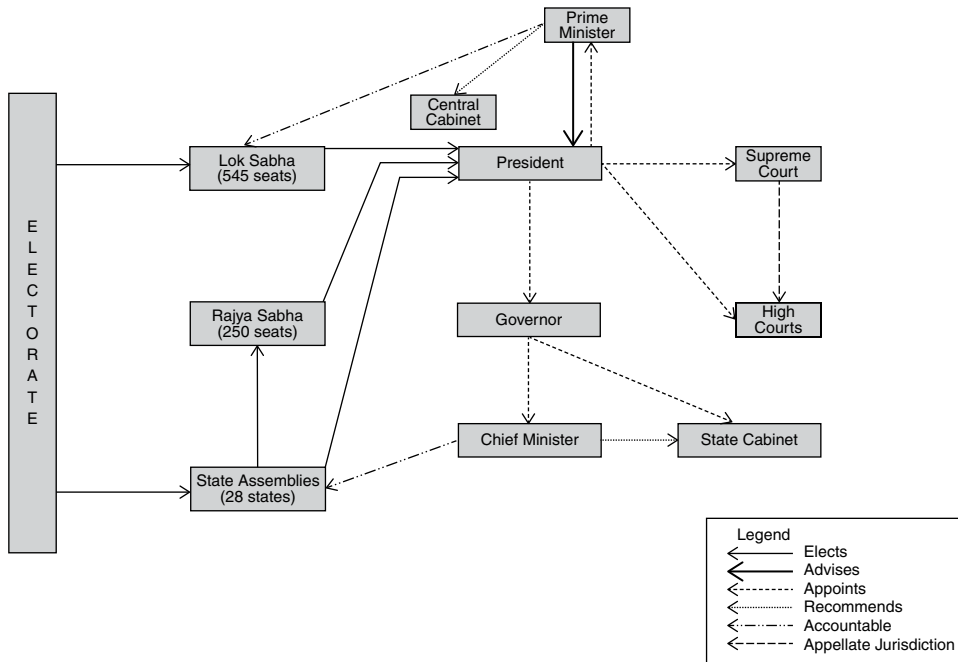 Prime
Minister
Central
Cabinet
ELECTORATE
Lok Sabha
(545 seats)
President
Supreme
Court
Rajya Sabha
(250 seats)
Governor
High
Courts
Chief Minister
State Cabinet
State Assemblies
(28 states)
Legend
Elects
Advises
Appoints
Recommends
Accountable
Appellate Jurisdiction